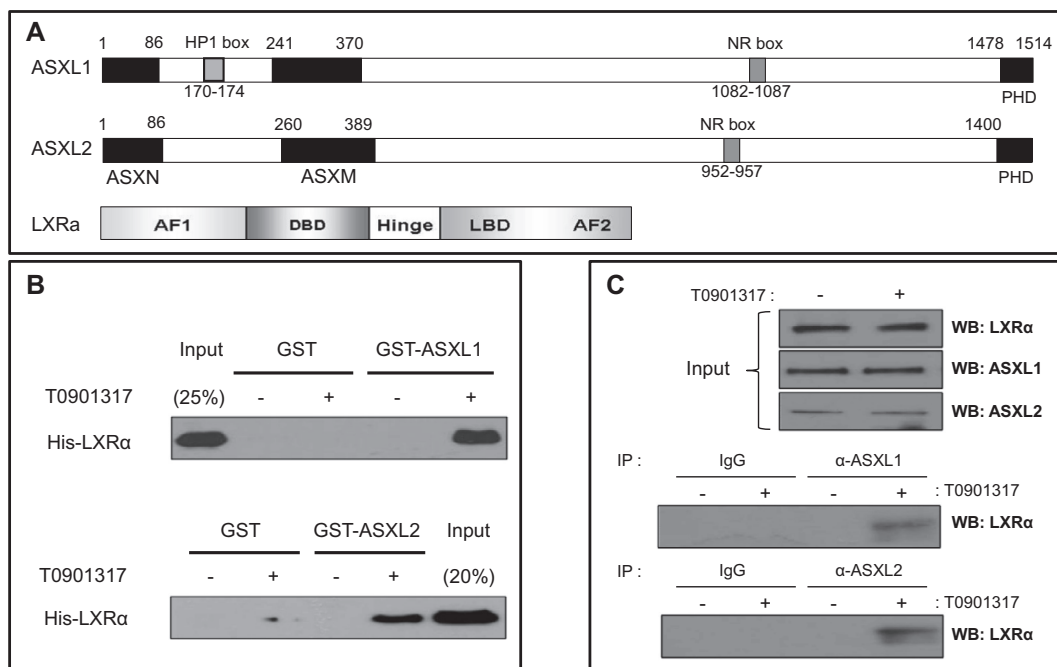 A
1 86 HP1 box 241 370 NR box 1478 1514
ASXL1
170-174 1082-1087 PHD
1 86 260 389 NR box 1400
ASXL2
ASXN ASXM 952-957 PHD
LXRa AF1 DBD Hinge LBD AF2
B
Input GST GST-ASXL1
T0901317 (25%) - + - +
His-LXRα
GST GST-ASXL2 Input
T0901317 - + - + (20%)
His-LXRα
C
T0901317 : - +
WB: LXRα
Input WB: ASXL1
WB: ASXL2
IP : IgG α-ASXL1
- + - + : T0901317
WB: LXRα
IP : IgG α-ASXL2
- + - + : T0901317
WB: LXRα